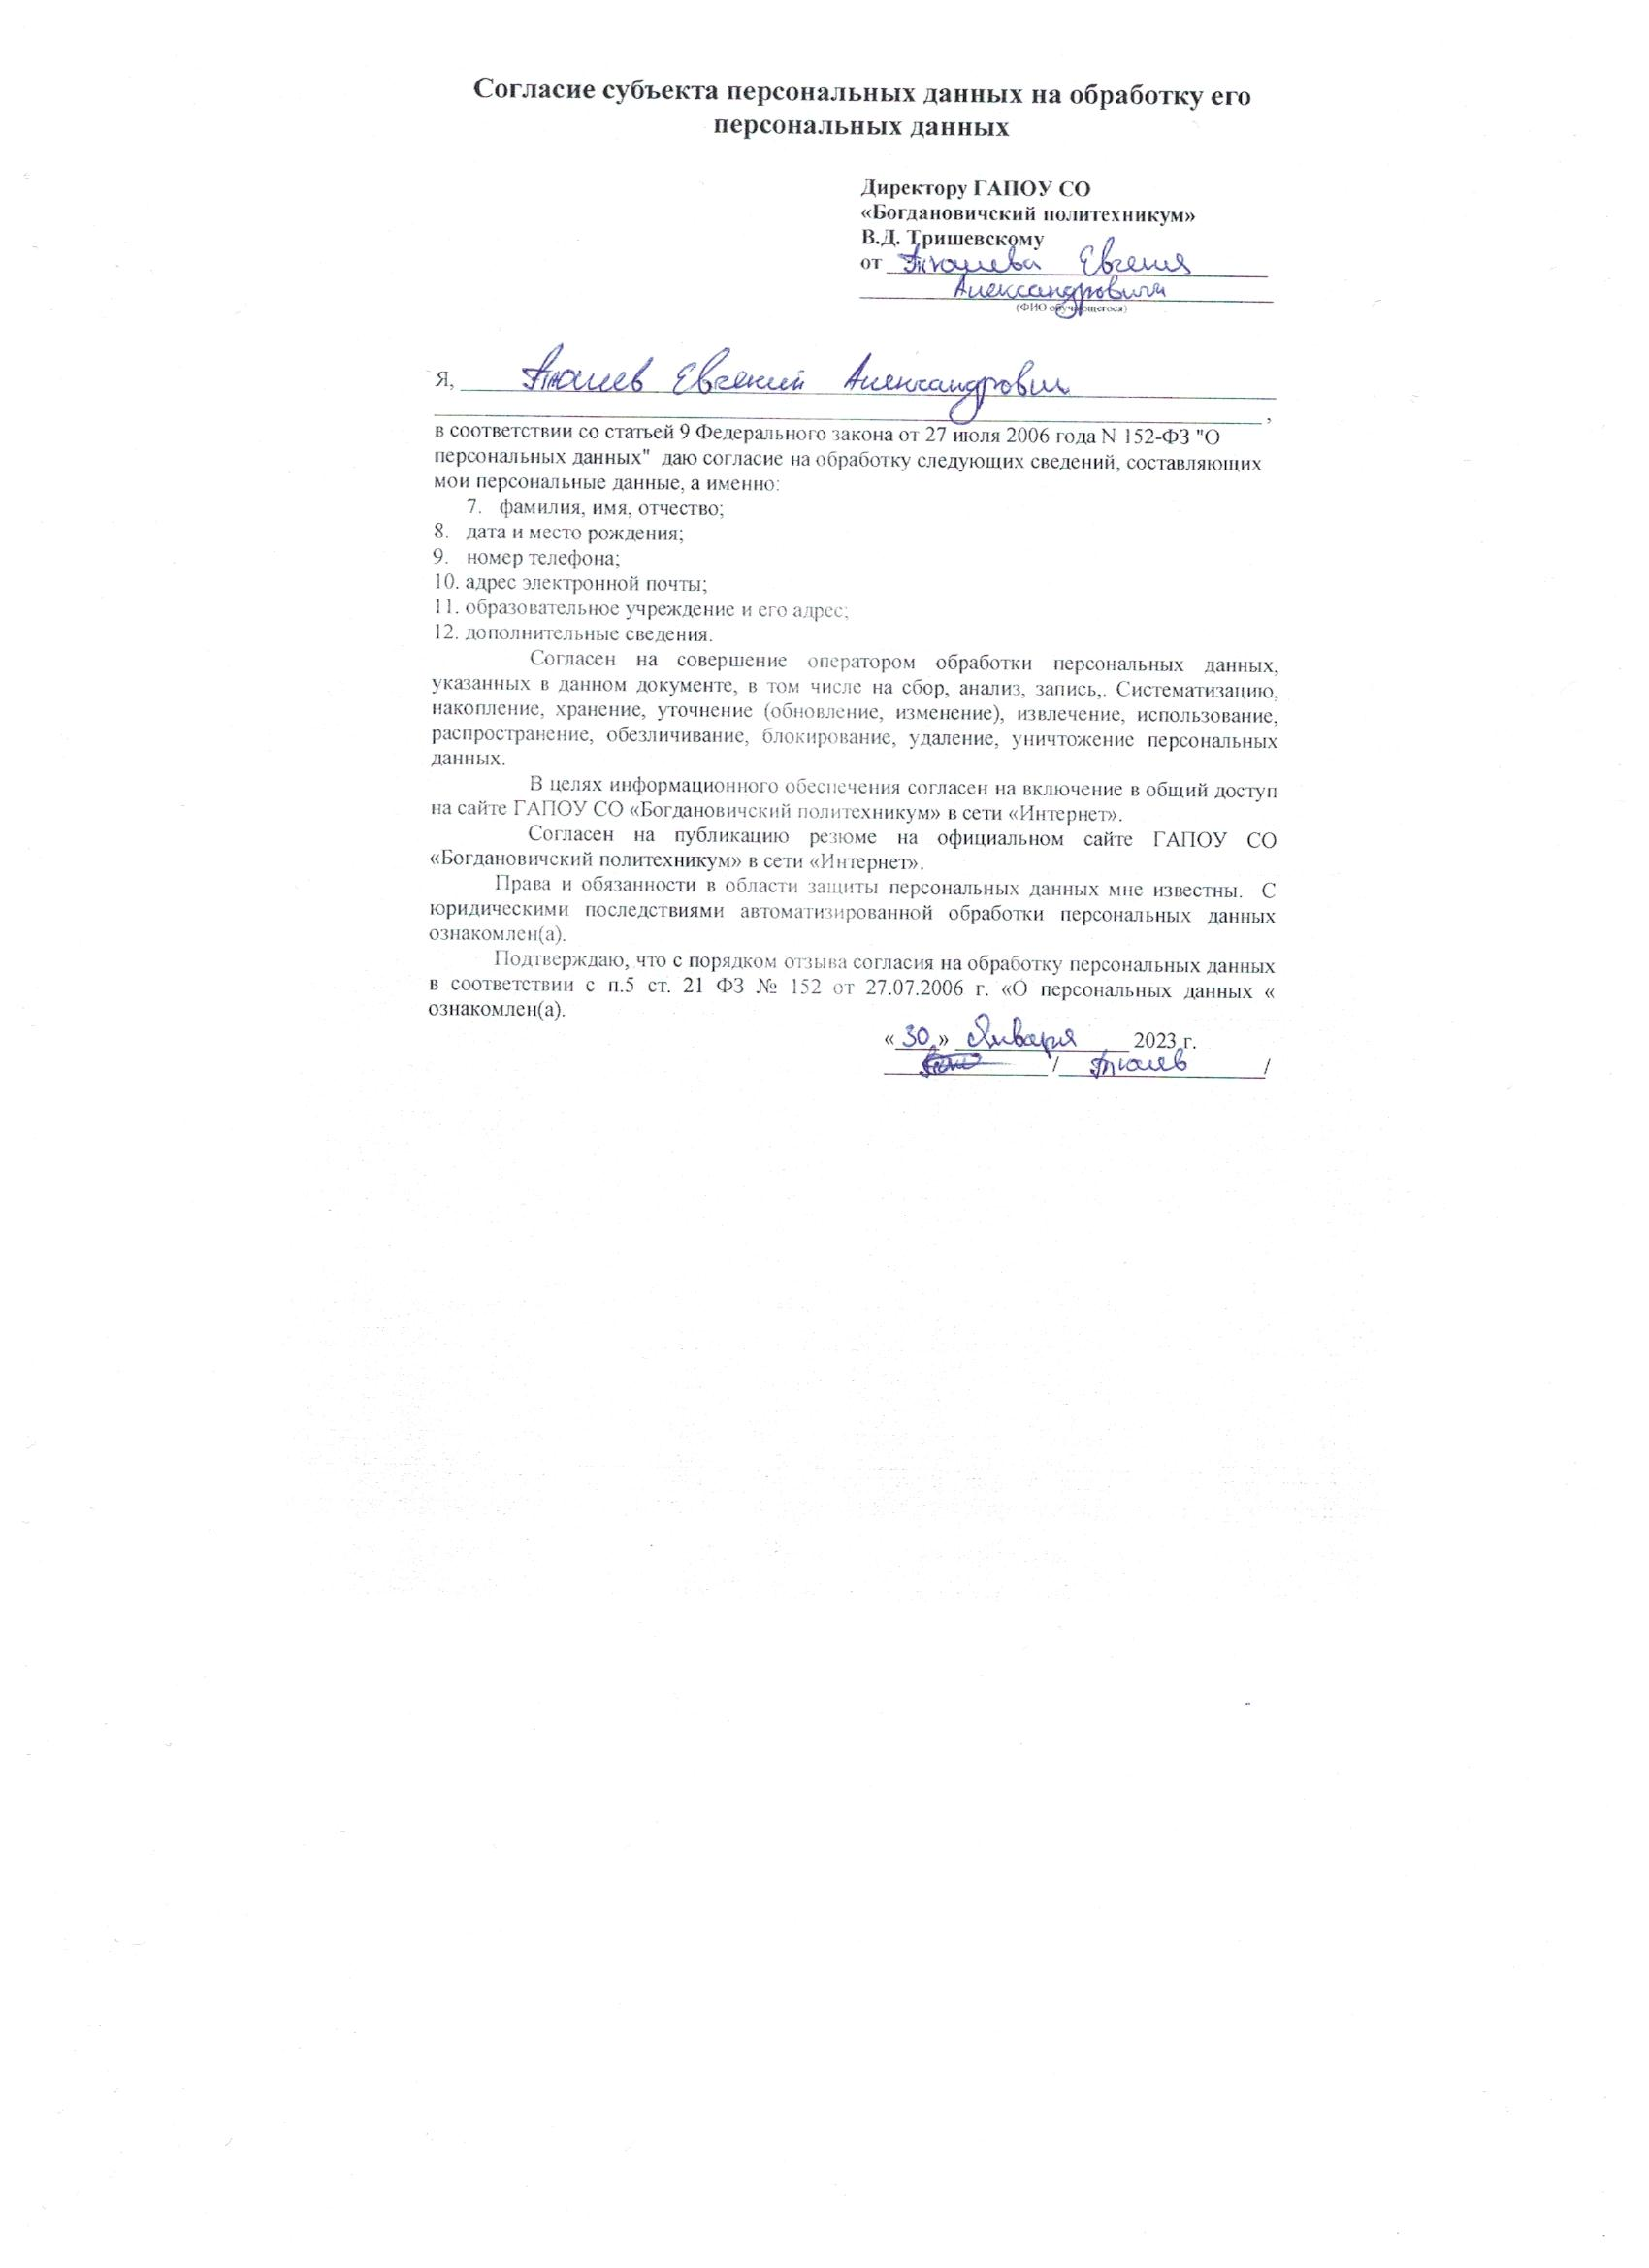 Согласие субъекта персональных данных на обработку его
персональных данных
Директору ГАПОУ СО
«Богдановичский политехникум»
В.Д. Тришевскому
от Евгения
Александровича
(ФИО обучающегося)
Я, Евгений Александрович
,
в соответствии со статьей 9 Федерального закона от 27 июля 2006 года N 152-ФЗ "О
персональных данных" даю согласие на обработку следующих сведений, составляющих
мои персональные данные, а именно:
7. фамилия, имя, отчество;
8. дата и место рождения;
9. номер телефона;
10. адрес электронной почты;
11. образовательное учреждение и его адрес;
12. дополнительные сведения.
Согласен на совершение оператором обработки персональных данных,
указанных в данном документе, в том числе на сбор, анализ, запись,. Систематизацию,
накопление, хранение, уточнение (обновление, изменение), извлечение, использование,
распространение, обезличивание, блокирование, удаление, уничтожение персональных
данных.
В целях информационного обеспечения согласен на включение в общий доступ
на сайте ГАПОУ СО «Богдановичский политехникум» в сети «Интернет».
Согласен на публикацию резюме на официальном сайте ГАПОУ СО
«Богдановичский политехникум» в сети «Интернет».
Права и обязанности в области защиты персональных данных мне известны. С
юридическими последствиями автоматизированной обработки персональных данных
ознакомлен(а).
Подтверждаю, что с порядком отзыва согласия на обработку персональных данных
в соответствии с п.5 ст. 21 ФЗ № 152 от 27.07.2006 г. «О персональных данных «
ознакомлен(а).
«30» Января 2023 г.
/ /